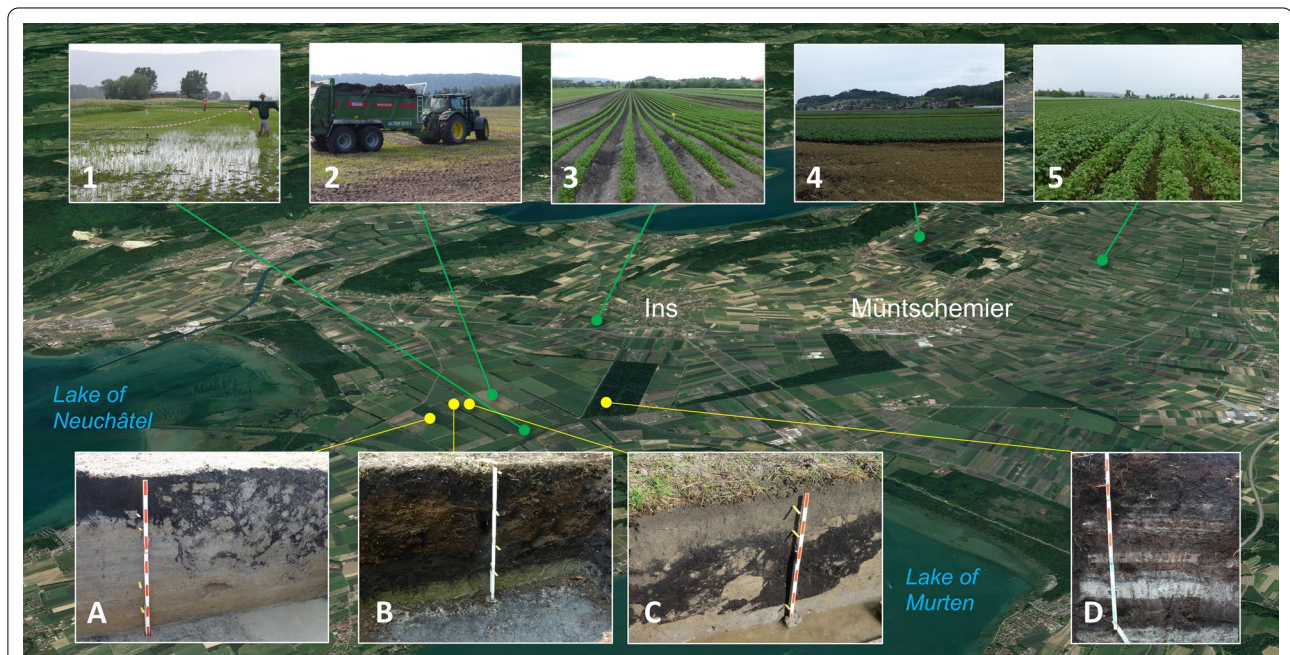 1
2
3
4
5
Ins
Müntschemier
Lake of
Neuchâtel
A
B
C
Lake of
Murten
D